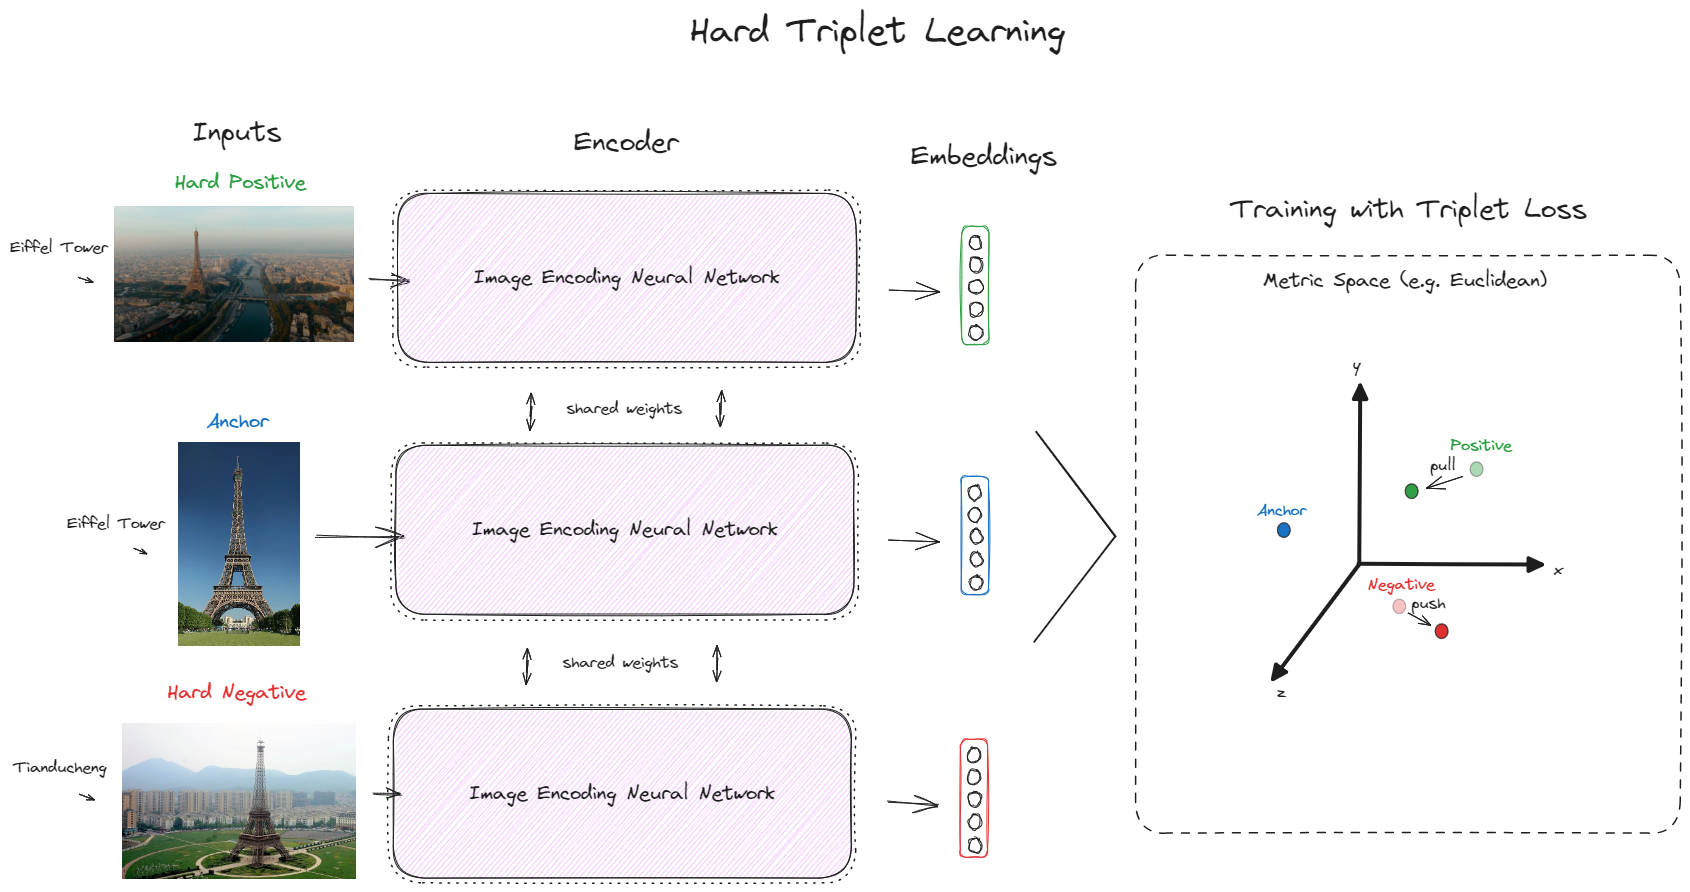 Hard Triplet Learning
Inputs
Encoder
Embeddings
Hard Positive
Eiffel Tower
Image Encoding Neural Network
shared weights
Anchor
Eiffel Tower
Image Encoding Neural Network
shared weights
Hard Negative
Tianducheng
Image Encoding Neural Network
Training with Triplet Loss
Metric Space (e.g. Euclidean)
y
Positive
pull
Anchor
x
Negative
push
z